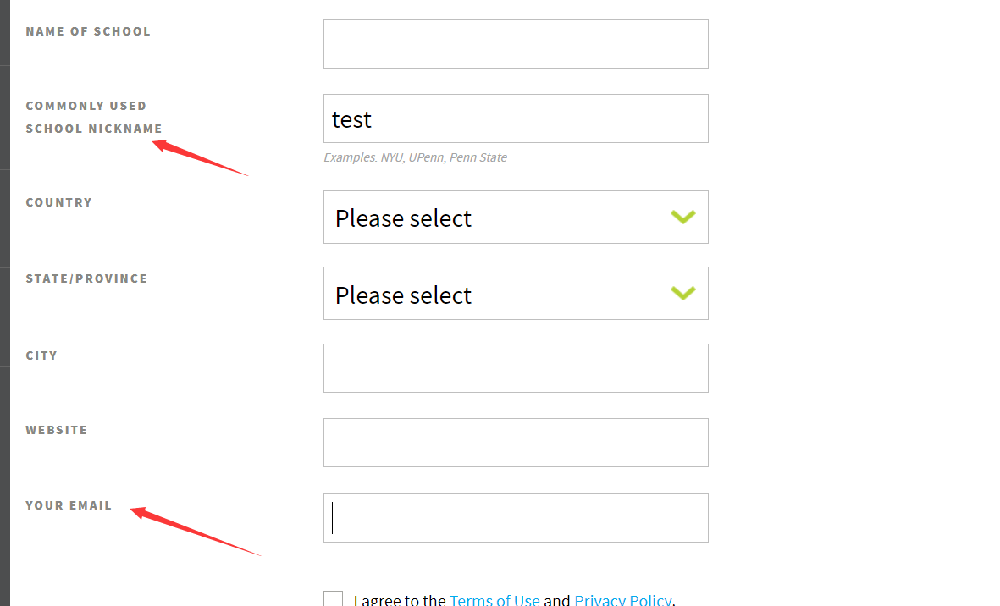 NAME OF SCHOOL
COMMONLY USED
SCHOOL NICKNAME
test
Examples: NYU, UPenn, Penn State
COUNTRY
Please select
STATE/PROVINCE
Please select
CITY
WEBSITE
YOUR EMAIL
I agree to the Terms of Use and Privacy Policy.